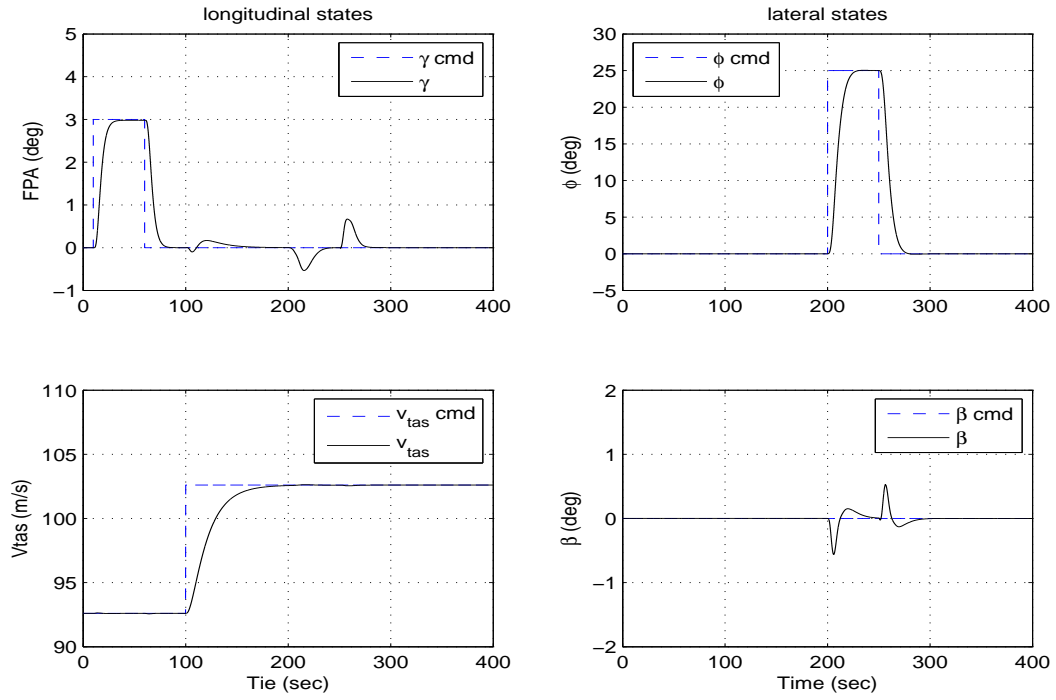 longitudinal states
5
4
3
2
1
0
−1
FPA (deg)
γ cmd
γ
0 100 200 300 400
lateral states
30
25
20
15
10
5
0
−5
ϕ (deg)
ϕ cmd
ϕ
0 100 200 300 400
110
105
100
95
90
Vtas (m/s)
v_tas cmd
v_tas
0 100 200 300 400
Tie (sec)
2
1
0
−1
−2
β (deg)
β cmd
β
0 100 200 300 400
Time (sec)